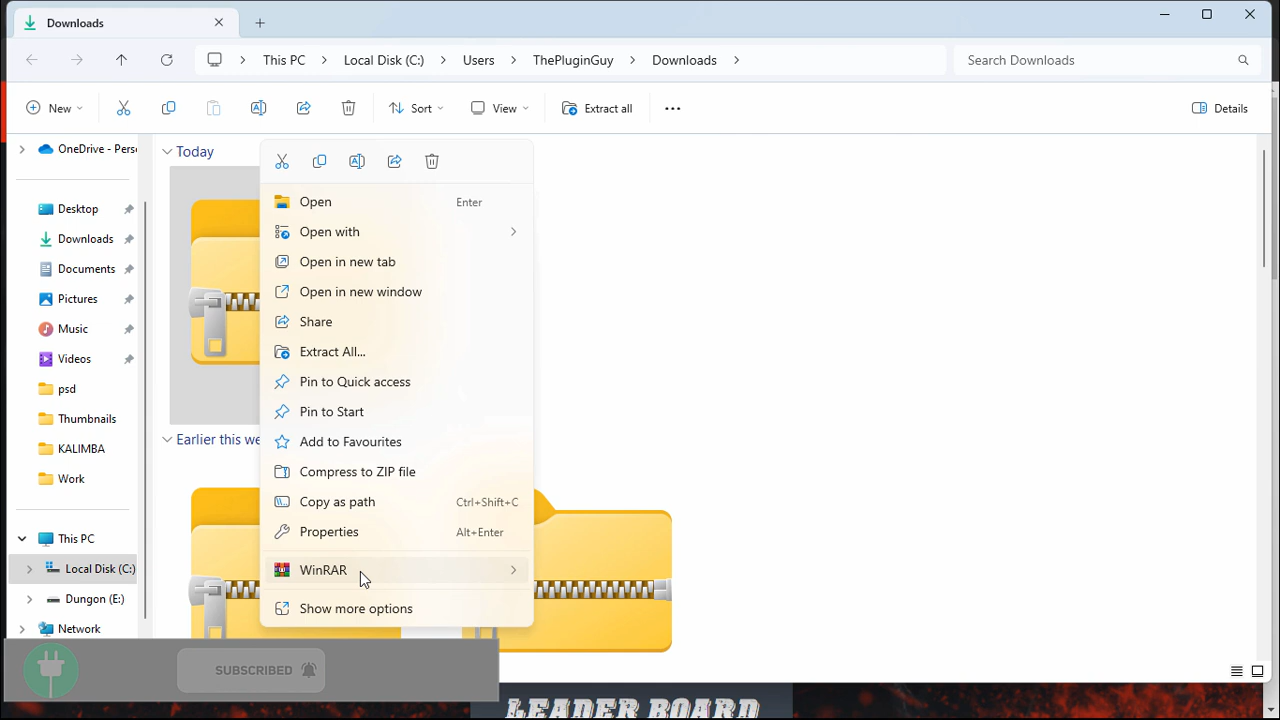 Downloads
This PC Local Disk (C:) Users ThePluginGuy Downloads Search Downloads
New Sort View Extract all Details
OneDrive - Pers
Desktop
Downloads
Documents
Pictures
Music
Videos
psd
Thumbnails
KALIMBA
Work
This PC
Local Disk (C:)
Dungon (E:)
Network
Today
Earlier this we
Open Enter
Open with
Open in new tab
Open in new window
Share
Extract All...
Pin to Quick access
Pin to Start
Add to Favourites
Compress to ZIP file
Copy as path Ctrl+Shift+C
Properties Alt+Enter
WinRAR
Show more options
SUBSCRIBED
LEADER BOARD